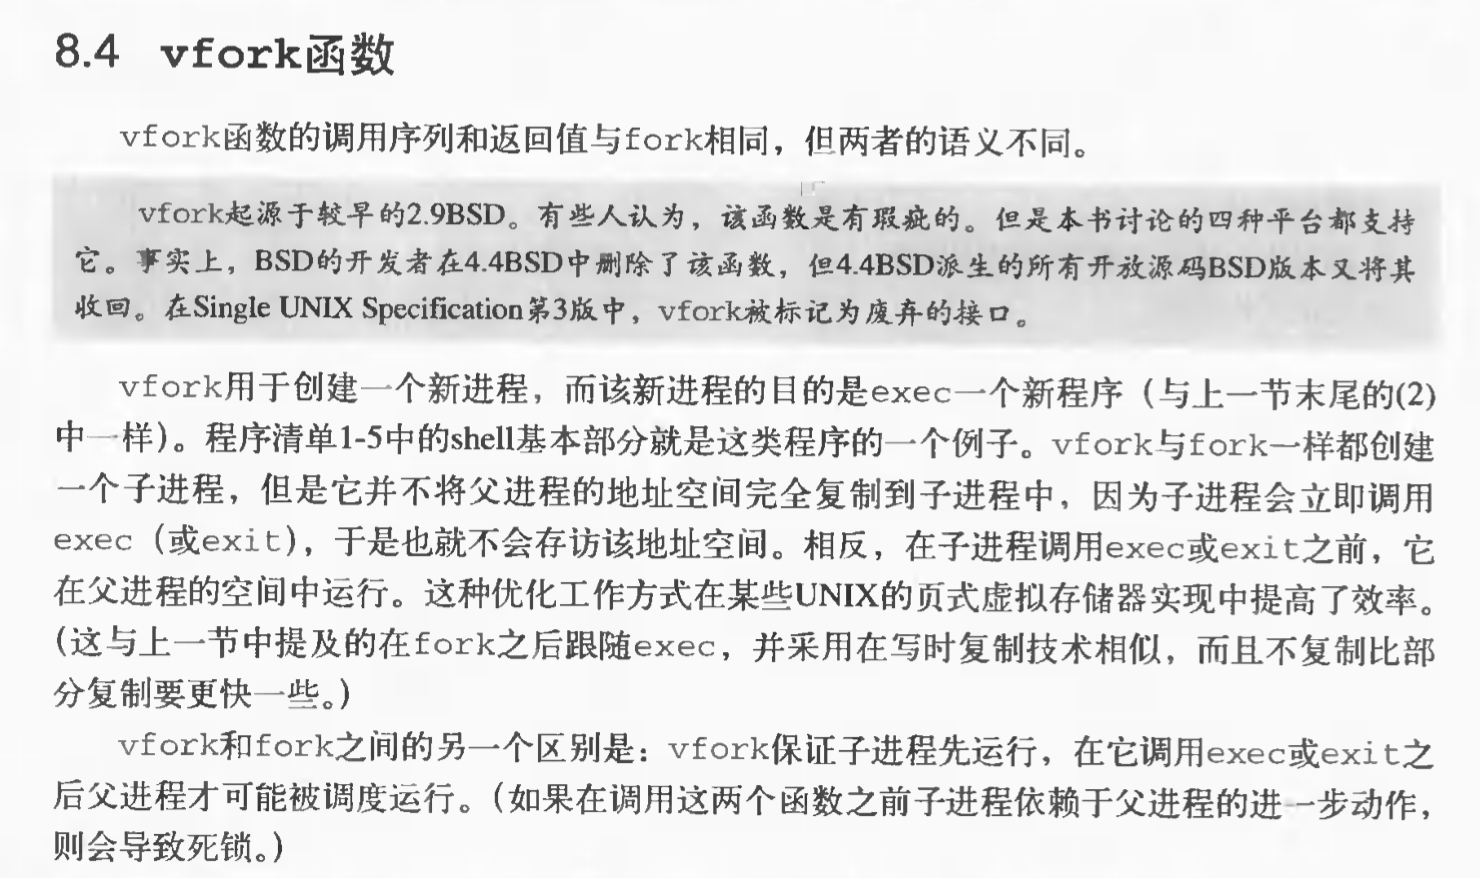 8.4 vfork函数
vfork函数的调用序列和返回值与fork相同，但两者的语义不同。
vfork起源于较早的2.9BSD。有些人认为，该函数是有瑕疵的。但是本书讨论的四种平台都支持
它。事实上，BSD的开发者在4.4BSD中删除了该函数，但4.4BSD派生的所有开放源码BSD版本又将其
收回。在Single UNIX Specification第3版中，vfork被标记为废弃的接口。
vfork用于创建一个新进程，而该新进程的目的是exec一个新程序（与上一节末尾的(2)
中一样）。程序清单1-5中的shell基本部分就是这类程序的一个例子。vfork与fork一样都创建
一个子进程，但是它并不将父进程的地址空间完全复制到子进程中，因为子进程会立即调用
exec（或exit），于是也就不会存访该地址空间。相反，在子进程调用exec或exit之前，它
在父进程的空间中运行。这种优化工作方式在某些UNIX的页式虚拟存储器实现中提高了效率。
（这与上一节中提及的在fork之后跟随exec，并采用在写时复制技术相似，而且不复制比部
分复制要更快一些。）
vfork和fork之间的另一个区别是：vfork保证子进程先运行，在它调用exec或exit之
后父进程才可能被调度运行。（如果在调用这两个函数之前子进程依赖于父进程的进一步动作，
则会导致死锁。）